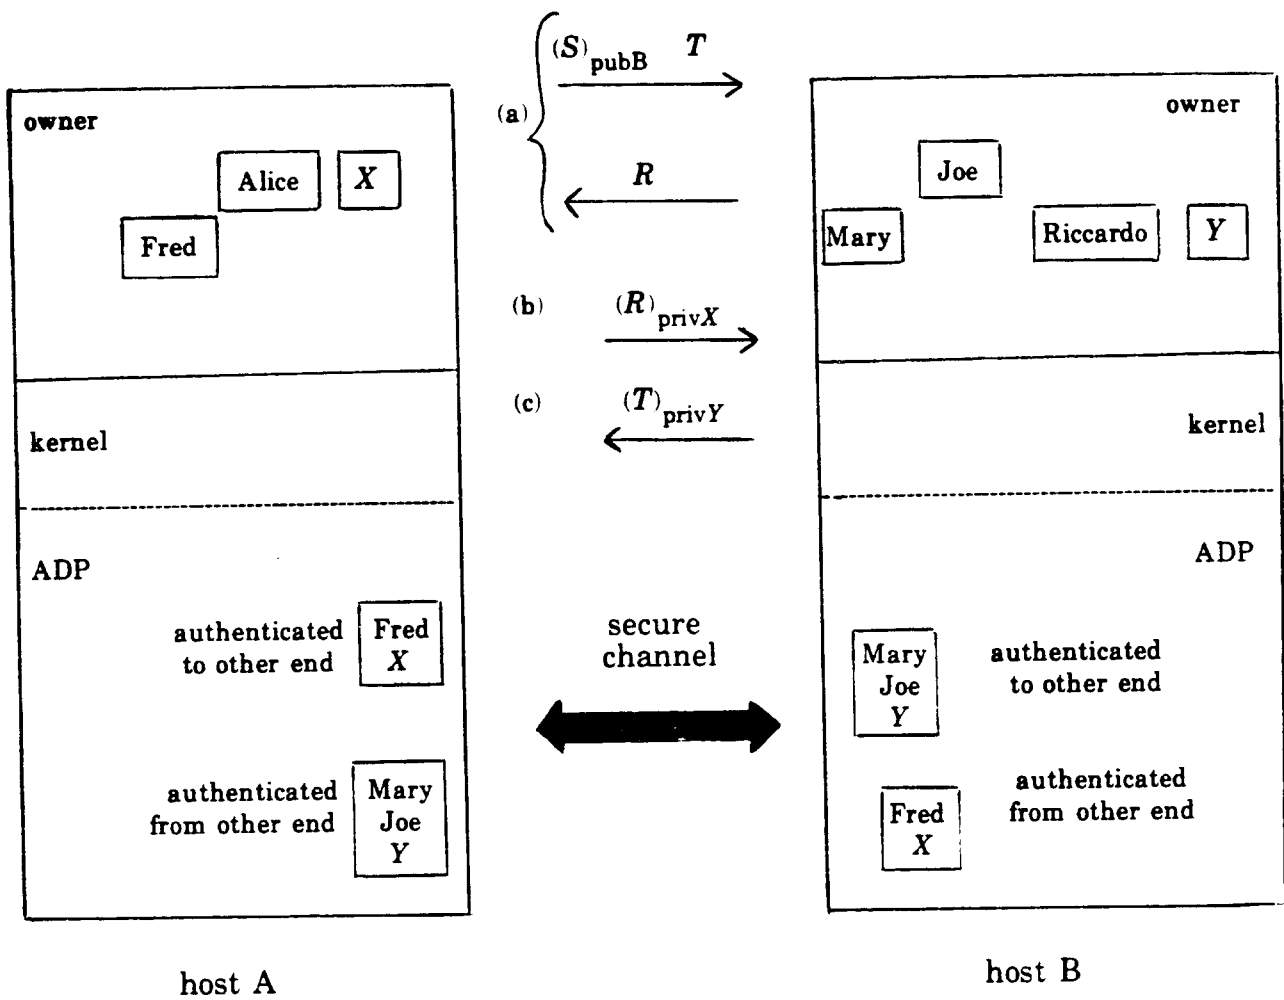 (a)
(S)pubB T
R
(b) (R)privX
(c) (T)privY
owner
Alice
X
Fred
kernel
ADP
authenticated
to other end
Fred
X
authenticated
from other end
Mary
Joe
Y
host A
secure
channel
owner
Joe
Mary
Riccardo
Y
kernel
ADP
Mary
Joe
Y
authenticated
to other end
Fred
X
authenticated
from other end
host B